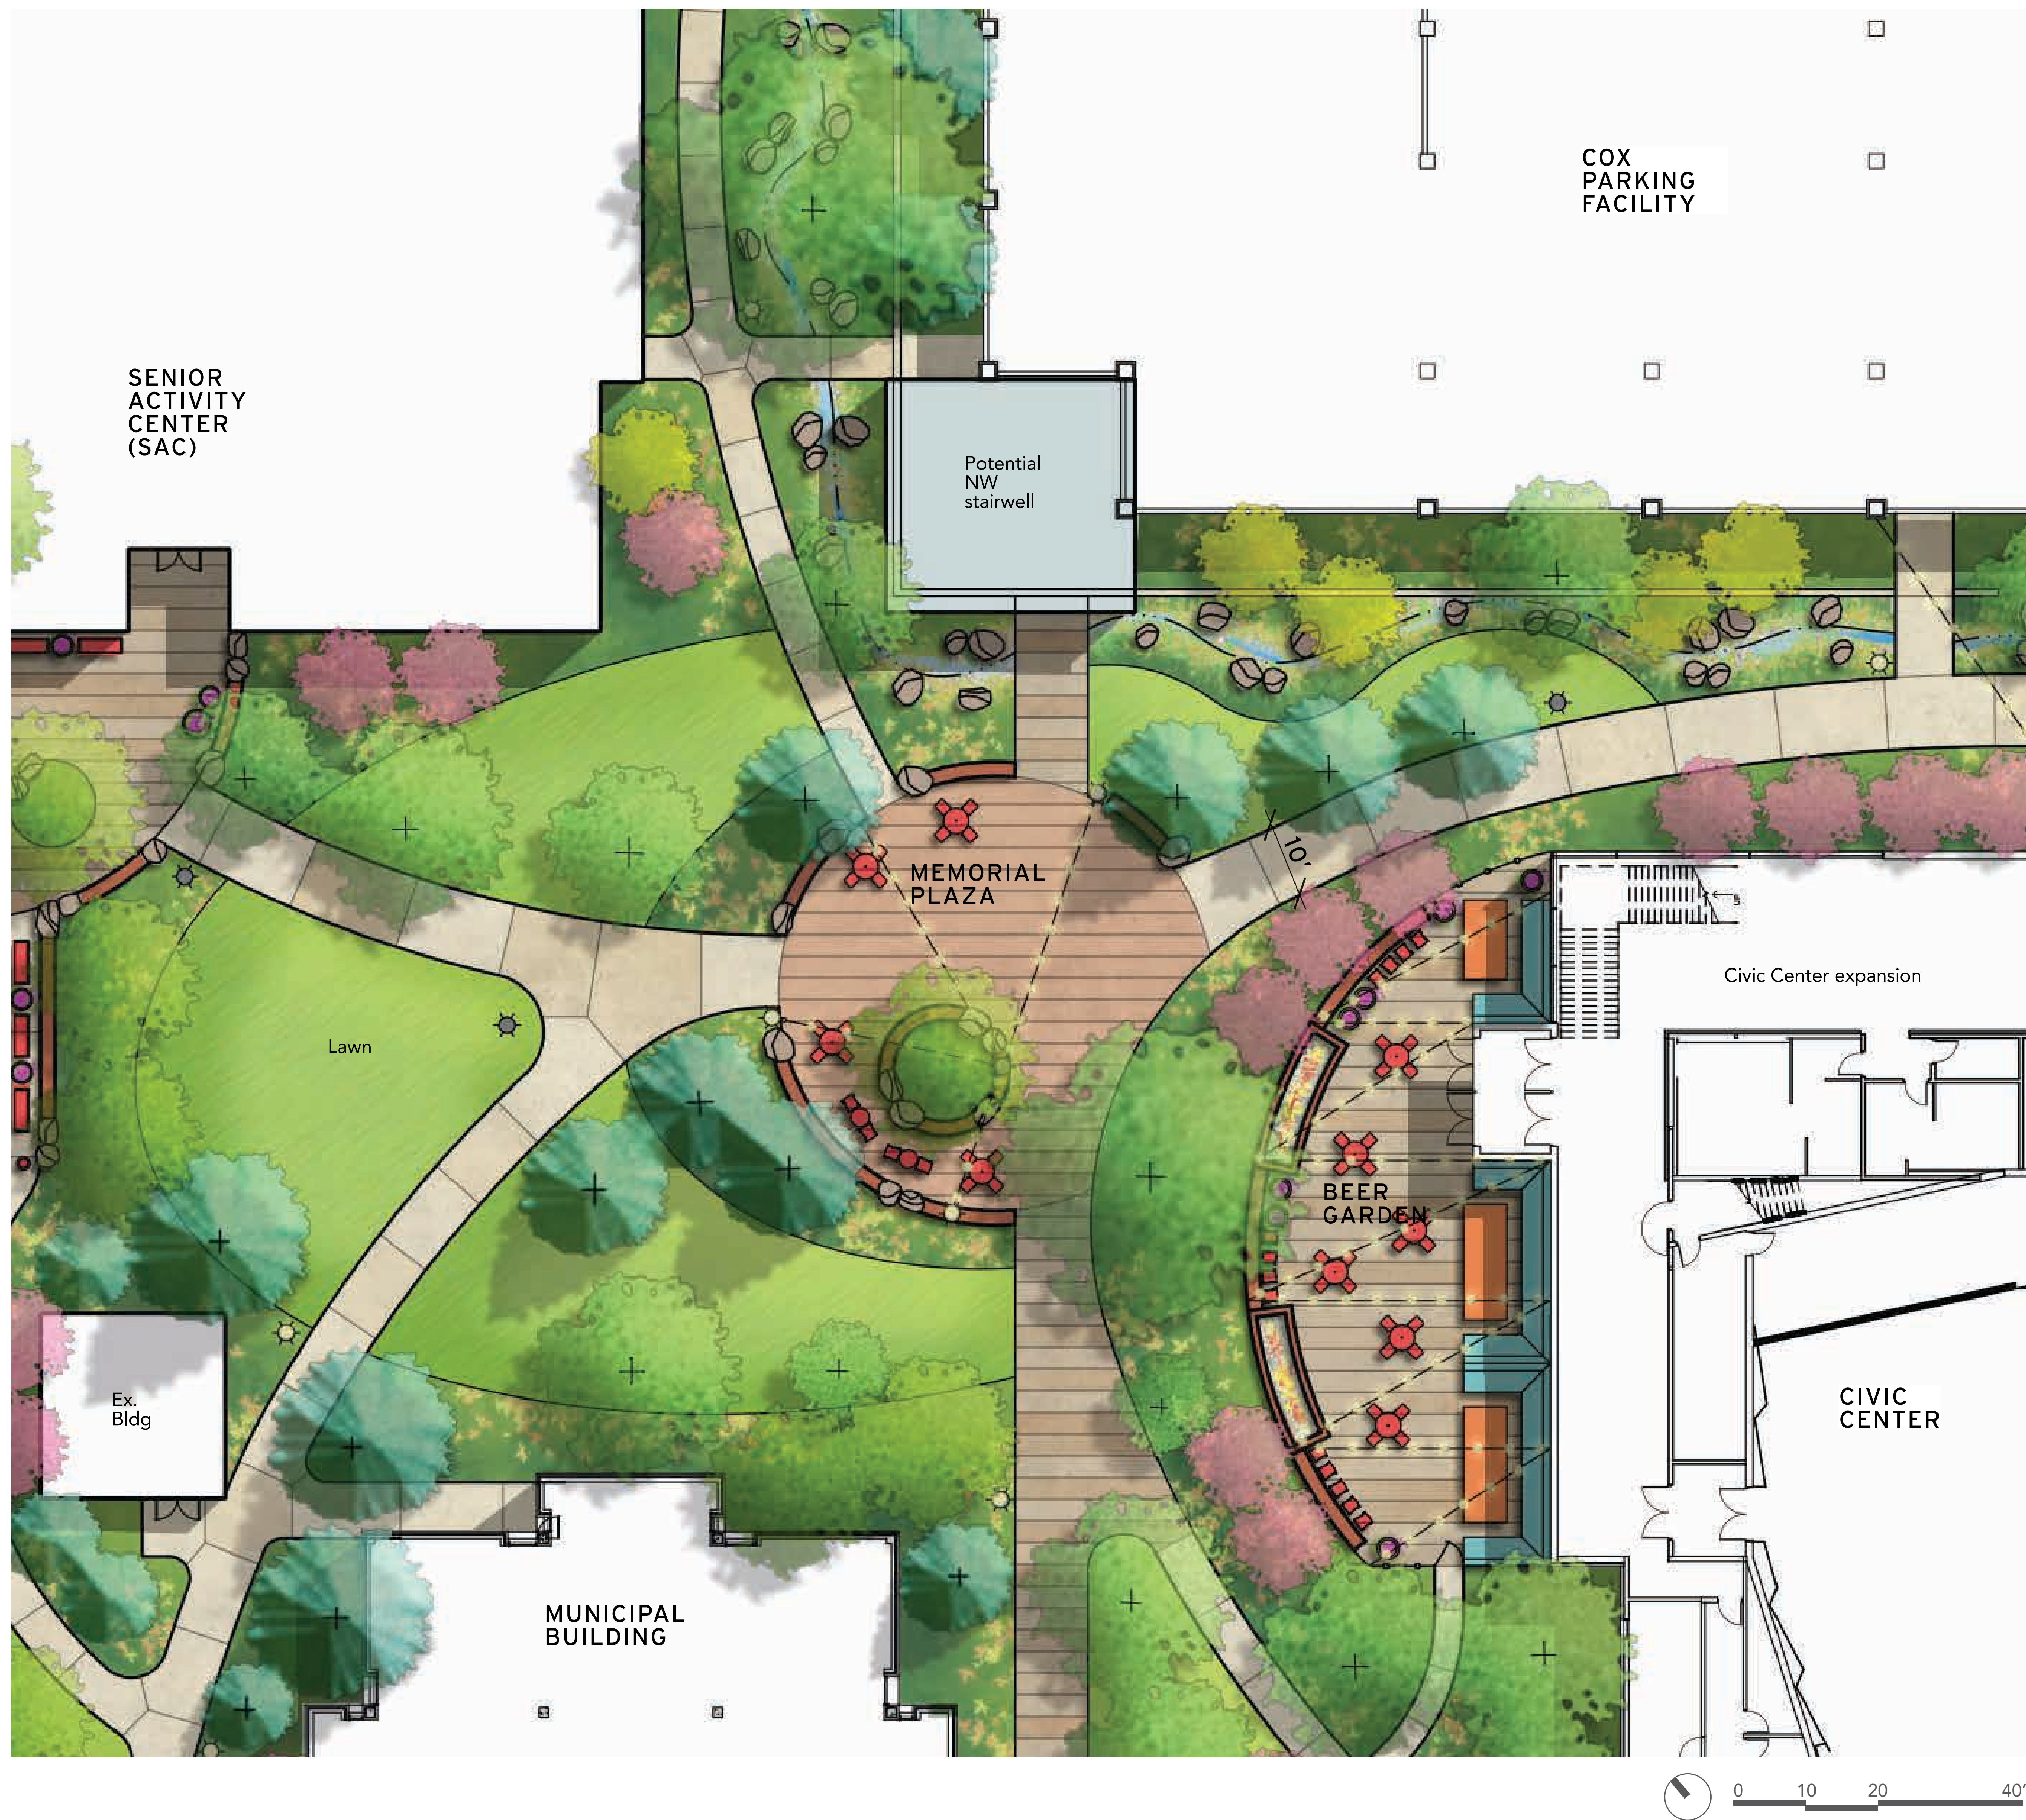 COX
PARKING
FACILITY
SENIOR
ACTIVITY
CENTER
(SAC)
Potential
NW
stairwell
10'
MEMORIAL
PLAZA
Civic Center expansion
Lawn
BEER
GARDEN
Ex.
Bldg
CIVIC
CENTER
MUNICIPAL
BUILDING
0 10 20 40'